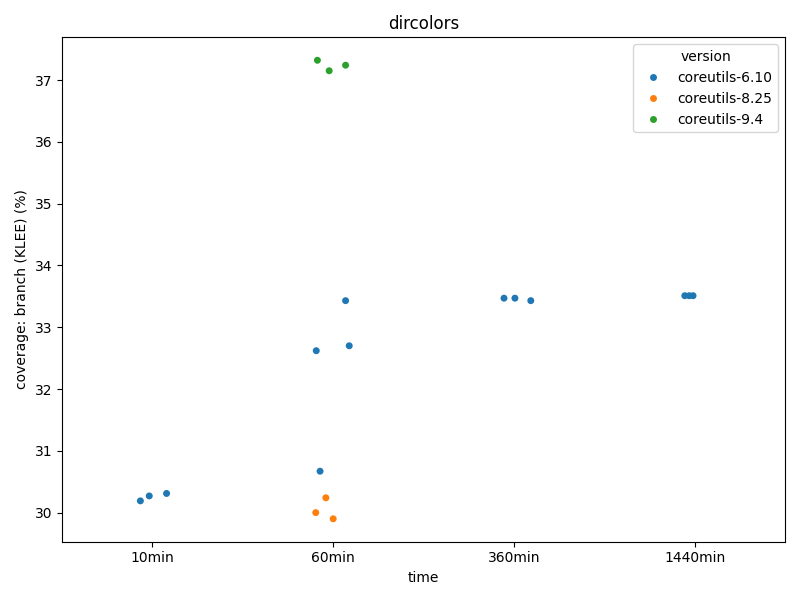 dircolors
version
coreutils-6.10
coreutils-8.25
coreutils-9.4
coverage: branch (KLEE) (%)
37
36
35
34
33
32
31
30
10min
60min
360min
1440min
time